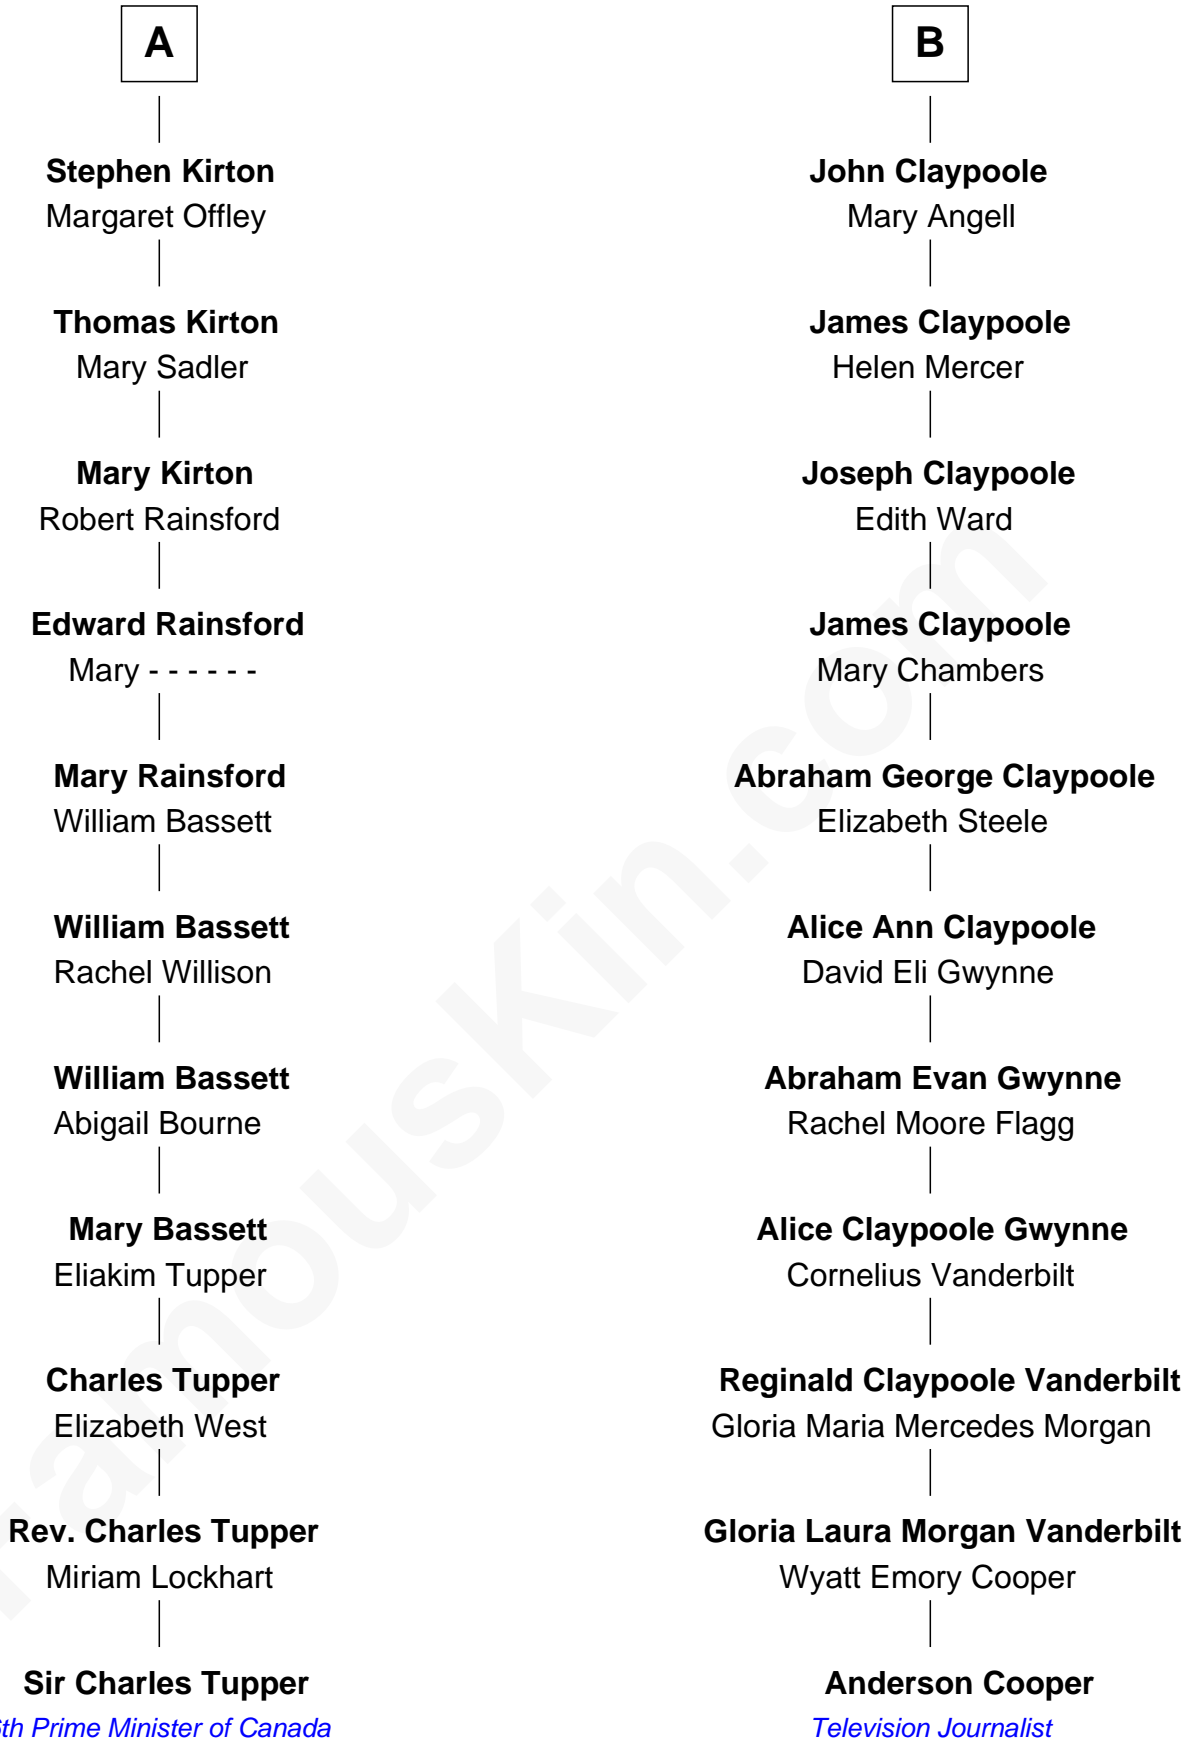 A
Stephen Kirton
Margaret Offley
Thomas Kirton
Mary Sadler
Mary Kirton
Robert Rainsford
Edward Rainsford
Mary - - - - - -
Mary Rainsford
William Bassett
William Bassett
Rachel Willison
William Bassett
Abigail Bourne
Mary Bassett
Eliakim Tupper
Charles Tupper
Elizabeth West
Rev. Charles Tupper
Miriam Lockhart
Sir Charles Tupper
6th Prime Minister of Canada
B
John Claypoole
Mary Angell
James Claypoole
Helen Mercer
Joseph Claypoole
Edith Ward
James Claypoole
Mary Chambers
Abraham George Claypoole
Elizabeth Steele
Alice Ann Claypoole
David Eli Gwynne
Abraham Evan Gwynne
Rachel Moore Flagg
Alice Claypoole Gwynne
Cornelius Vanderbilt
Reginald Claypoole Vanderbilt
Gloria Maria Mercedes Morgan
Gloria Laura Morgan Vanderbilt
Wyatt Emory Cooper
Anderson Cooper
Television Journalist
FamousKin.com